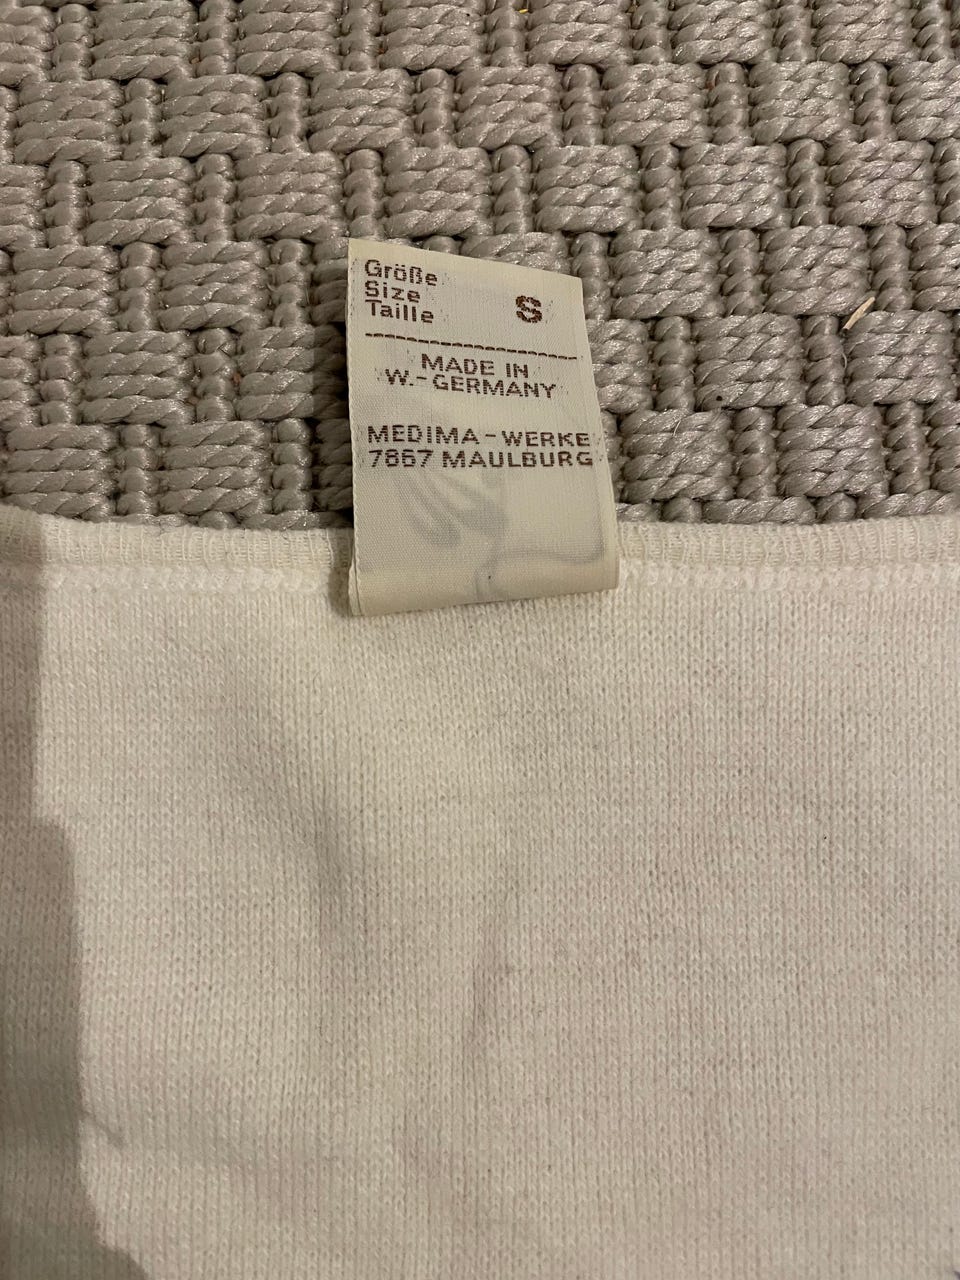 Größe
Size
Taille
S
MADE IN
W.-GERMANY
MEDIMA-WERKE
7867 MAULBURG